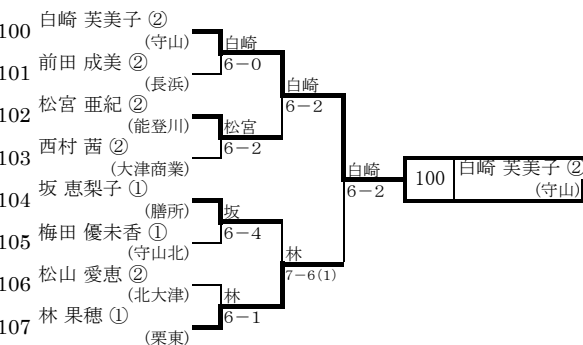 100 白崎 芙美子 ②
(守山)
白崎
6－0
101 前田 成美 ②
(長浜)
白崎
6－2
102 松宮 亜紀 ②
(能登川)
松宮
6－2
103 西村 茜 ②
(大津商業)
白崎
6－2
100 白崎 芙美子 ②
(守山)
104 坂 恵梨子 ①
(膳所)
坂
6－4
105 梅田 優未香 ①
(守山北)
林
7－6(1)
106 松山 愛恵 ②
(北大津)
林
6－1
107 林 果穂 ①
(栗東)